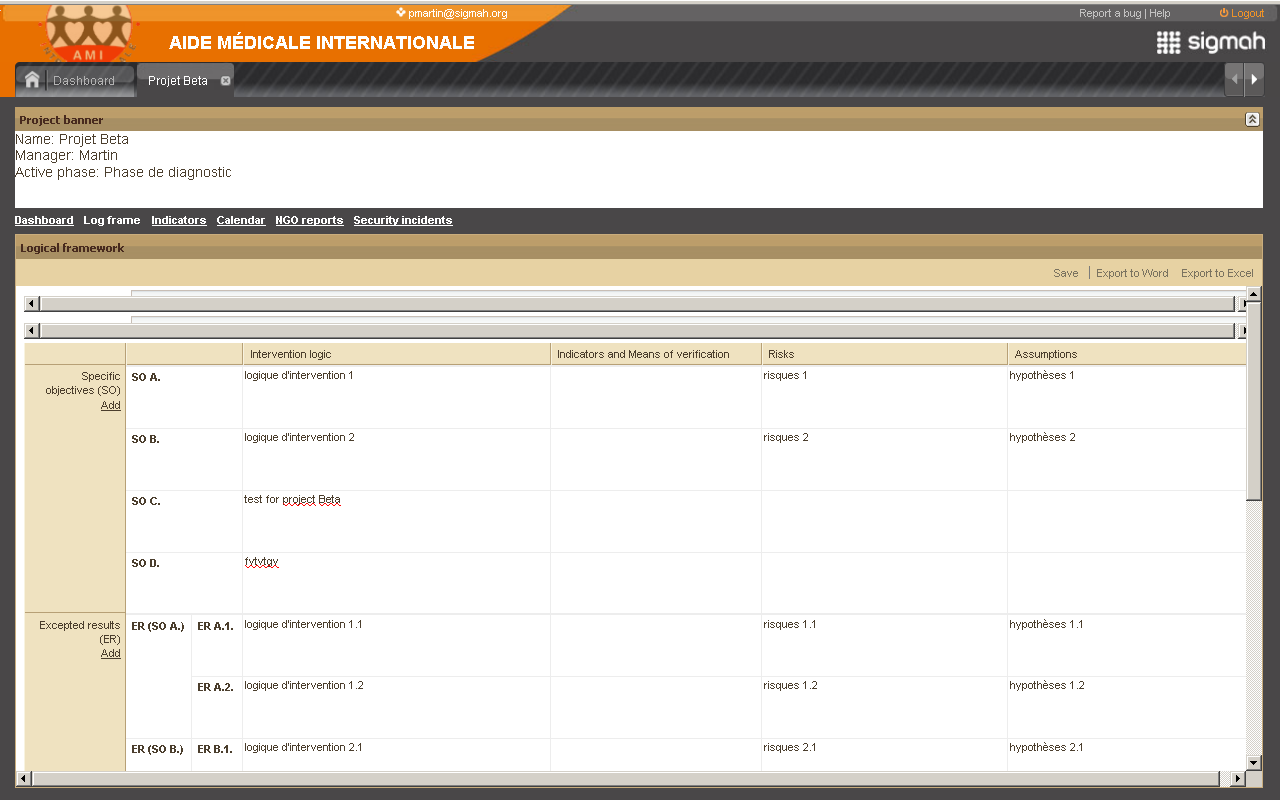 pmartin@sigmah.org
Report a bug | Help
Logout
AMI
AIDE MÉDICALE INTERNATIONALE
sigmah
Dashboard
Projet Beta
Project banner
Name: Projet Beta
Manager: Martin
Active phase: Phase de diagnostic
Dashboard Log frame Indicators Calendar NGO reports Security incidents
Logical framework
Save | Export to Word Export to Excel
Intervention logic Indicators and Means of verification Risks Assumptions
Specific objectives (SO) Add
SO A. logique d'intervention 1 risques 1 hypothèses 1
SO B. logique d'intervention 2 risques 2 hypothèses 2
SO C. test for project Beta
SO D. fytytgy
Excepted results (ER) Add
ER (SO A.) ER A.1. logique d'intervention 1.1 risques 1.1 hypothèses 1.1
ER A.2. logique d'intervention 1.2 risques 1.2 hypothèses 1.2
ER (SO B.) ER B.1. logique d'intervention 2.1 risques 2.1 hypothèses 2.1